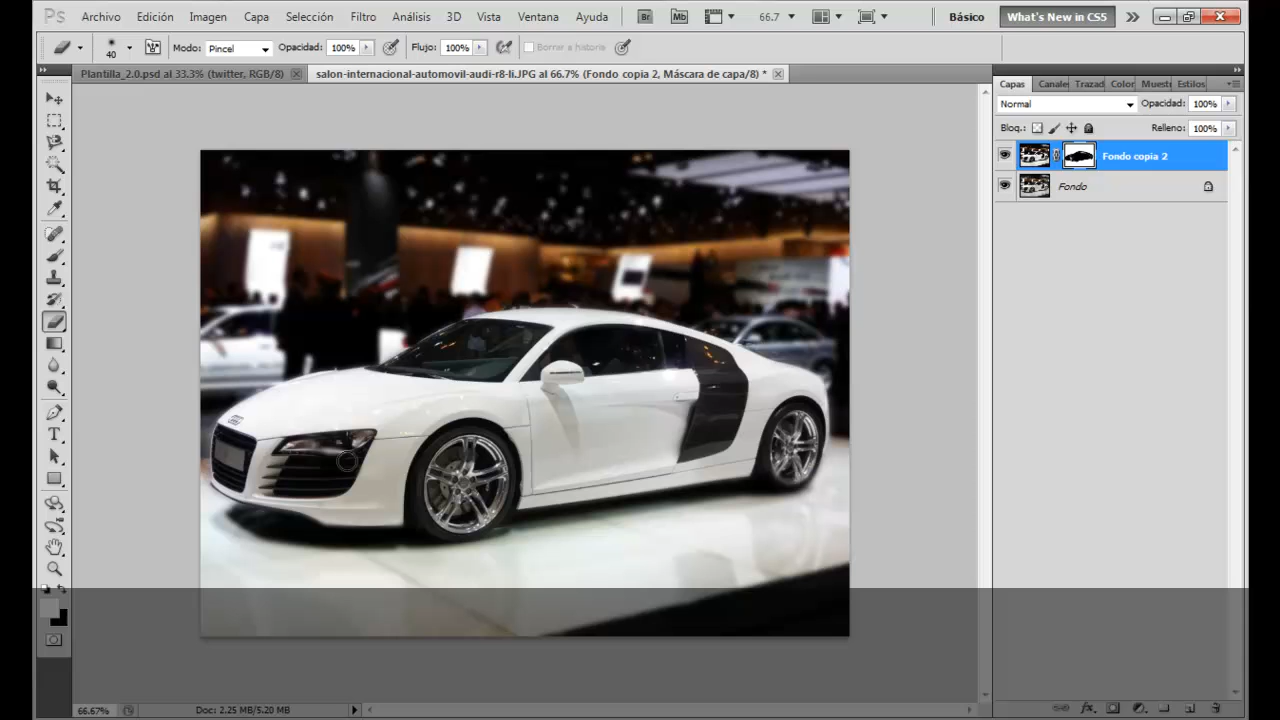 Ps Archivo Edición Imagen Capa Selección Filtro Análisis 3D Vista Ventana Ayuda Br Mb 66.7 Básico What's New in CS5
40 Modo: Pincel Opacidad: 100% Flujo: 100% Borrar a historia
Plantilla_2.0.psd al 33.3% (twitter, RGB/8) salon-internacional-automovil-audi-r8-li.JPG al 66.7% (Fondo copia 2, Máscara de capa/8) *
Capas Canale Trazad Color Muest Estilos
Normal Opacidad: 100%
Bloq.: Relleno: 100%
Fondo copia 2
Fondo
T
66.67% Doc: 2.25 MB/5.20 MB fx